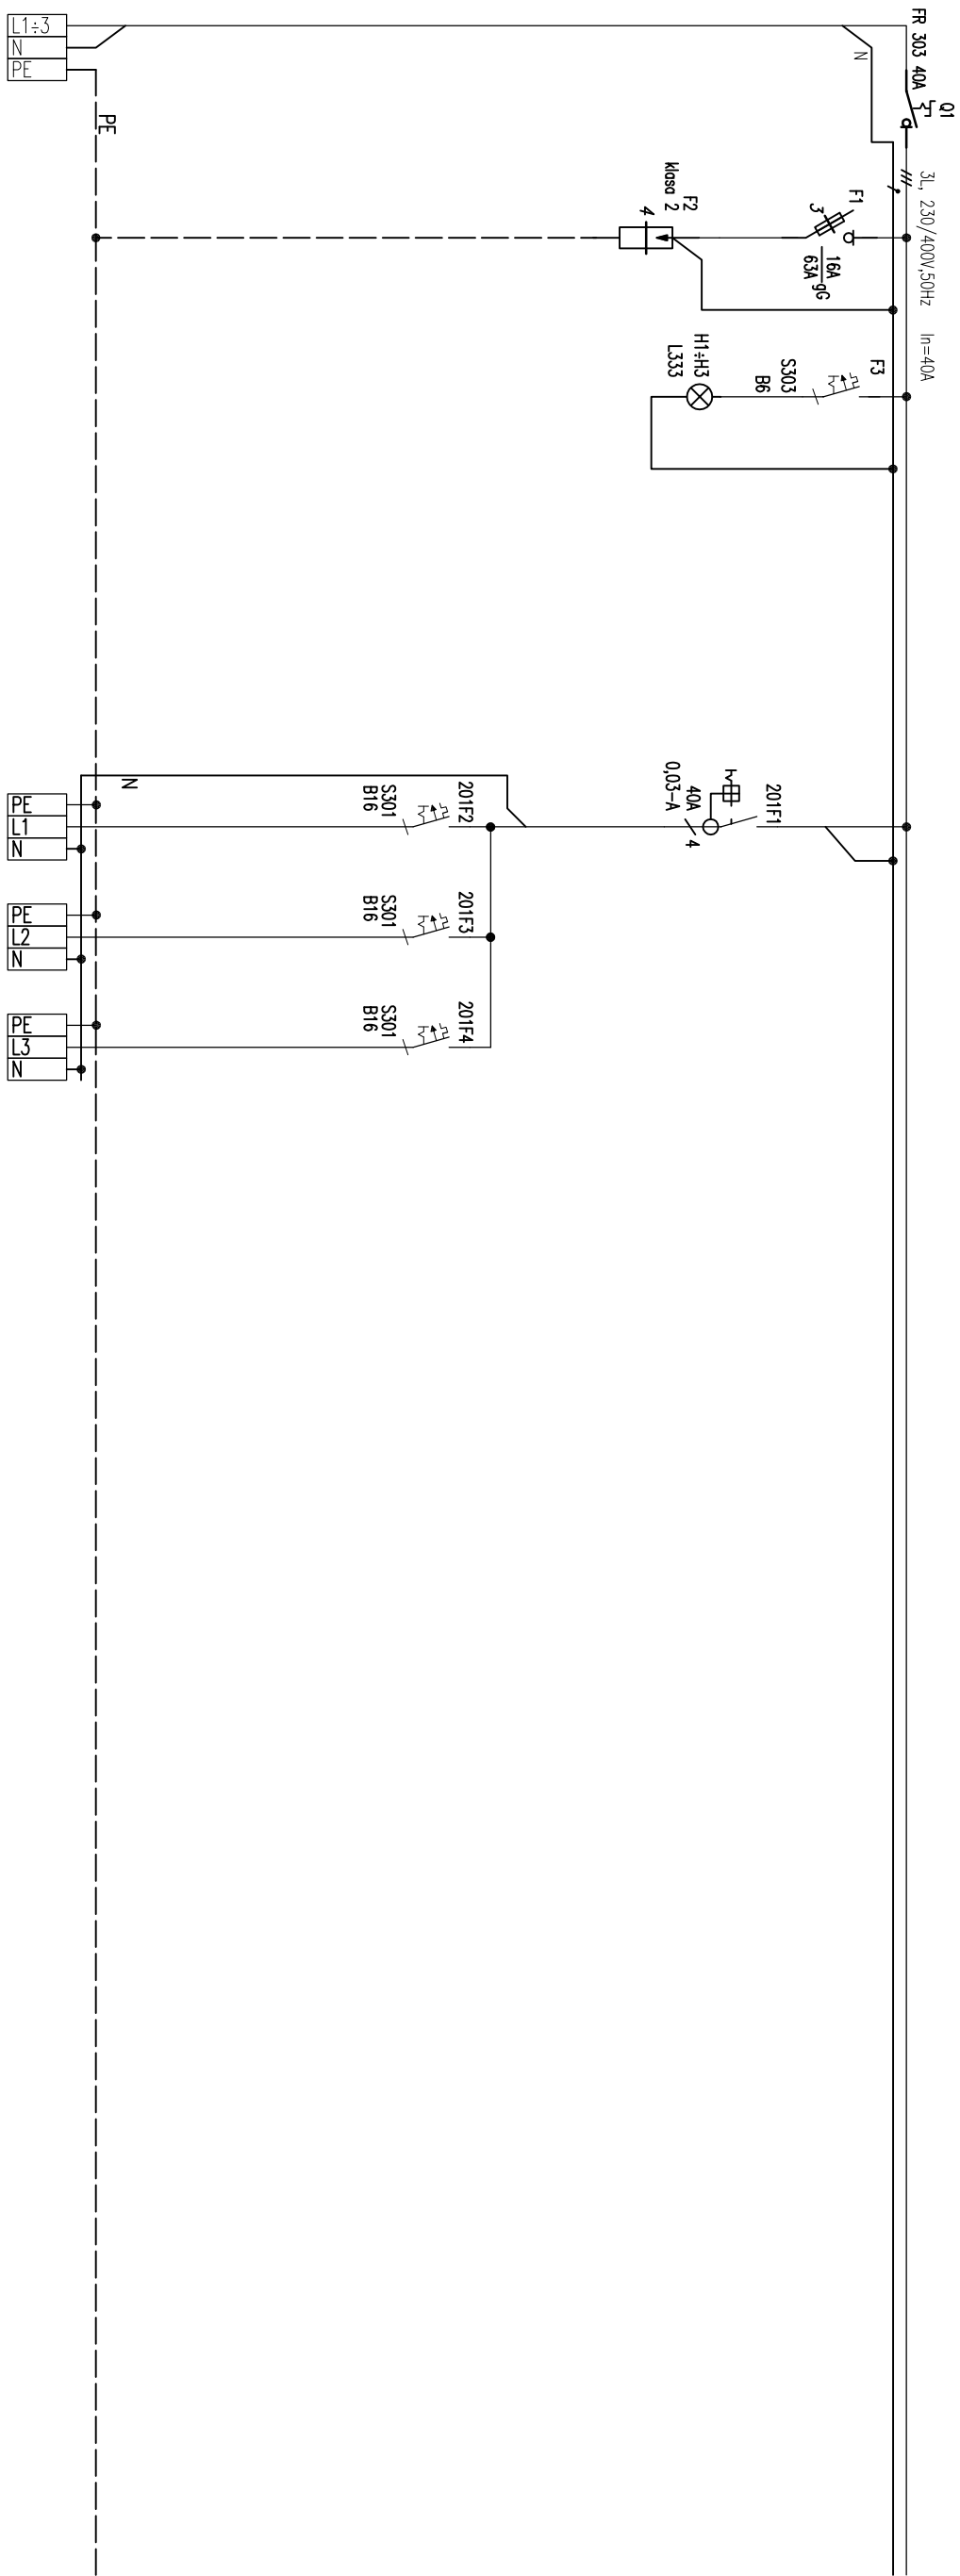 FR 303 40A
Q1
3L, 230/400V,50Hz In=40A
L1÷3
N
PE
N
PE
F1
3
16A
63A gG
F2
klasa 2
4
F3
S303
B6
H1÷H3
L333
201F1
40A
0,03-A
4
N
201F2
S301
B16
201F3
S301
B16
201F4
S301
B16
PE
L1
N
PE
L2
N
PE
L3
N